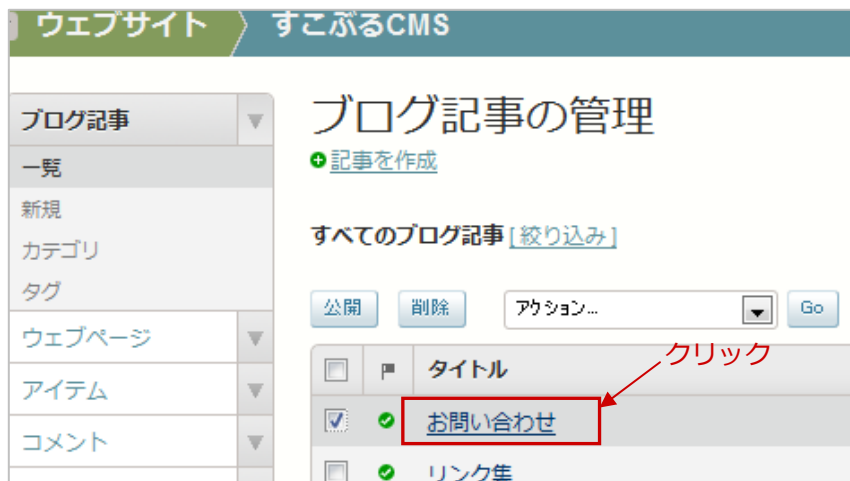 ウェブサイト すこぶるCMS
ブログ記事
一覧
新規
カテゴリ
タグ
ウェブページ
アイテム
コメント
ブログ記事の管理
記事を作成
すべてのブログ記事 [絞り込み]
公開 削除 アクション... Go
タイトル
クリック
お問い合わせ
リンク集